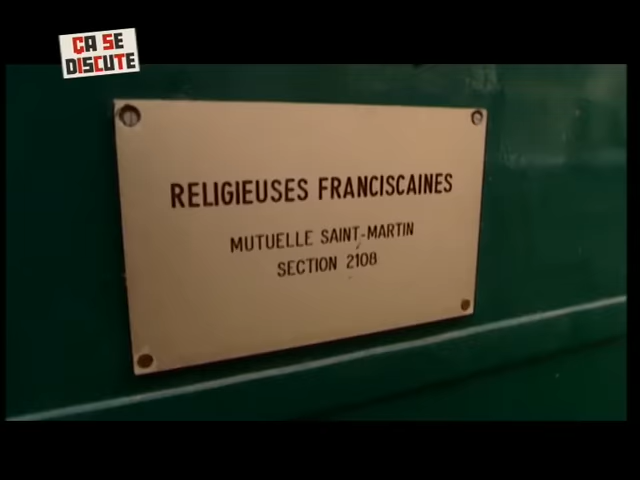 ÇA SE
DISCUTE
RELIGIEUSES FRANCISCAINES
MUTUELLE SAINT-MARTIN
SECTION 2108